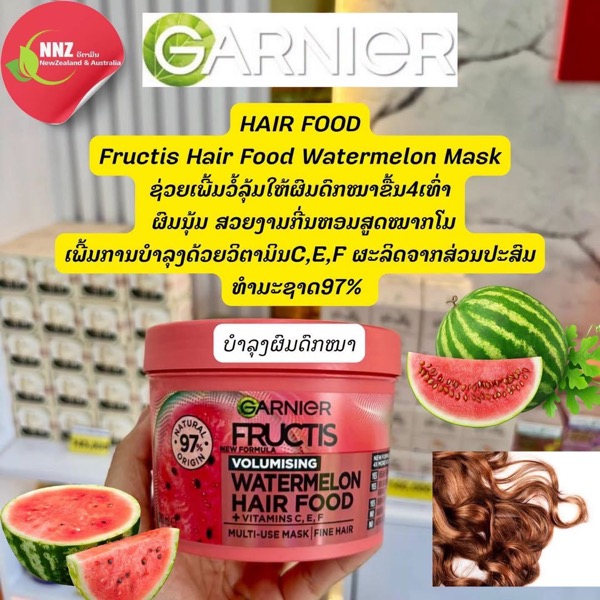 NNZ ວິຕາມິນ
NewZealand & Australia
GARNIER
HAIR FOOD
Fructis Hair Food Watermelon Mask
ຊ່ວຍເພີ້ມວໍ້ລຸ້ມໃຫ້ຜົມດົກໜາຂື້ນ4ເທົ່າ
ຜົມນຸ້ມ ສວຍງາມກີ່ນຫອມສູດໝາກໂມ
ເພີ້ມການບຳລຸງດ້ວຍວິຕາມິນC,E,F ຜະລິດຈາກສ່ວນປະສົມ
ທຳມະຊາດ97%
ບຳລຸງຜົມດົກໜາ
GARNIER
FRUCTIS
NEW FORMULA
VOLUMISING
WATERMELON
HAIR FOOD
+ VITAMINS C, E, F
MULTI-USE MASK | FINE HAIR
NATURAL
97%
ORIGIN